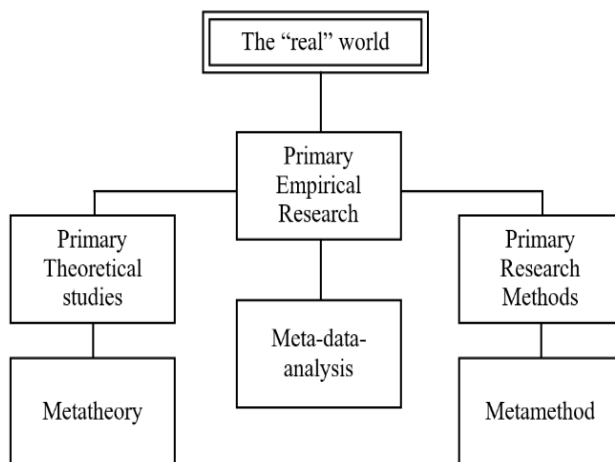 The “real” world
Primary
Empirical
Research
Primary
Theoretical
studies
Primary
Research
Methods
Meta-data-
analysis
Metatheory
Metamethod